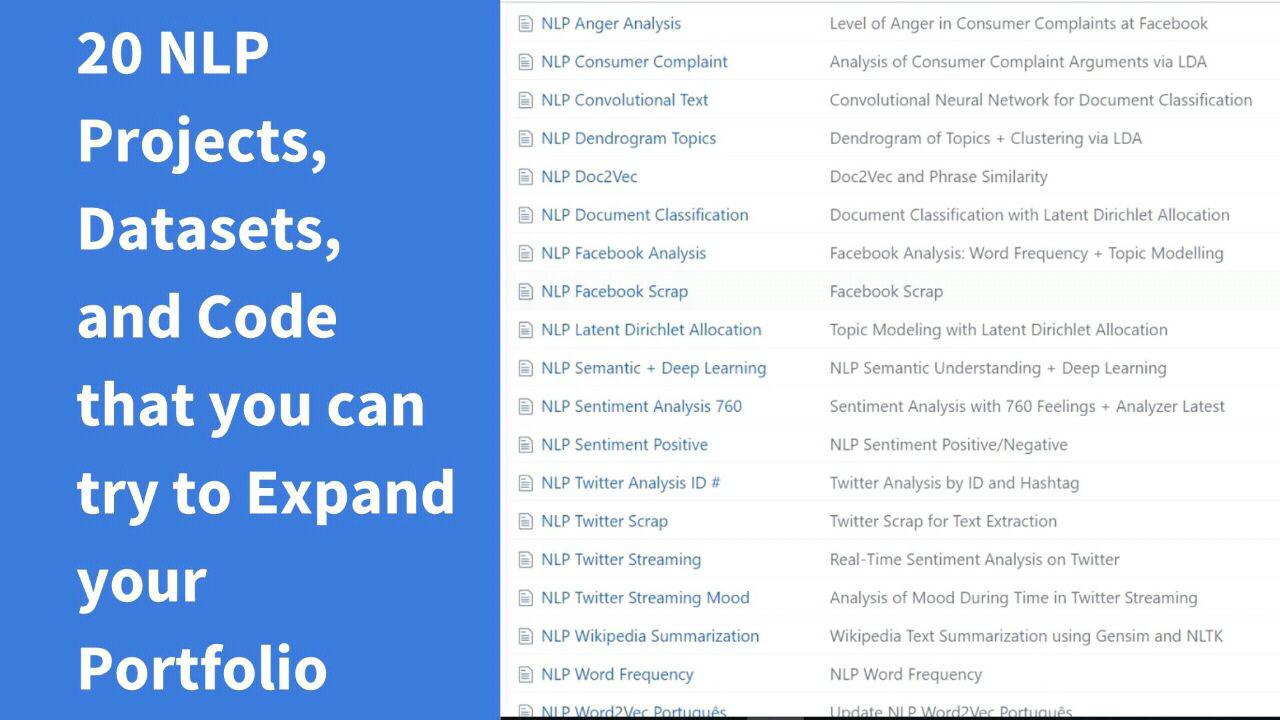 20 NLP
Projects,
Datasets,
and Code
that you can
try to Expand
your
Portfolio
NLP Anger Analysis Level of Anger in Consumer Complaints at Facebook
NLP Consumer Complaint Analysis of Consumer Complaint Arguments via LDA
NLP Convolutional Text Convolutional Neural Network for Document Classification
NLP Dendrogram Topics Dendrogram of Topics + Clustering via LDA
NLP Doc2Vec Doc2Vec and Phrase Similarity
NLP Document Classification Document Classification with Latent Dirichlet Allocation
NLP Facebook Analysis Facebook Analysis: Word Frequency + Topic Modelling
NLP Facebook Scrap Facebook Scrap
NLP Latent Dirichlet Allocation Topic Modeling with Latent Dirichlet Allocation
NLP Semantic + Deep Learning NLP Semantic Understanding + Deep Learning
NLP Sentiment Analysis 760 Sentiment Analysis with 760 Feelings + Analyzer Latest
NLP Sentiment Positive NLP Sentiment Positive/Negative
NLP Twitter Analysis ID # Twitter Analysis by ID and Hashtag
NLP Twitter Scrap Twitter Scrap for Text Extraction
NLP Twitter Streaming Real-Time Sentiment Analysis on Twitter
NLP Twitter Streaming Mood Analysis of Mood During Time in Twitter Streaming
NLP Wikipedia Summarization Wikipedia Text Summarization using Gensim and NLTK
NLP Word Frequency NLP Word Frequency
NLP Word2Vec Português Update NLP Word2Vec Português